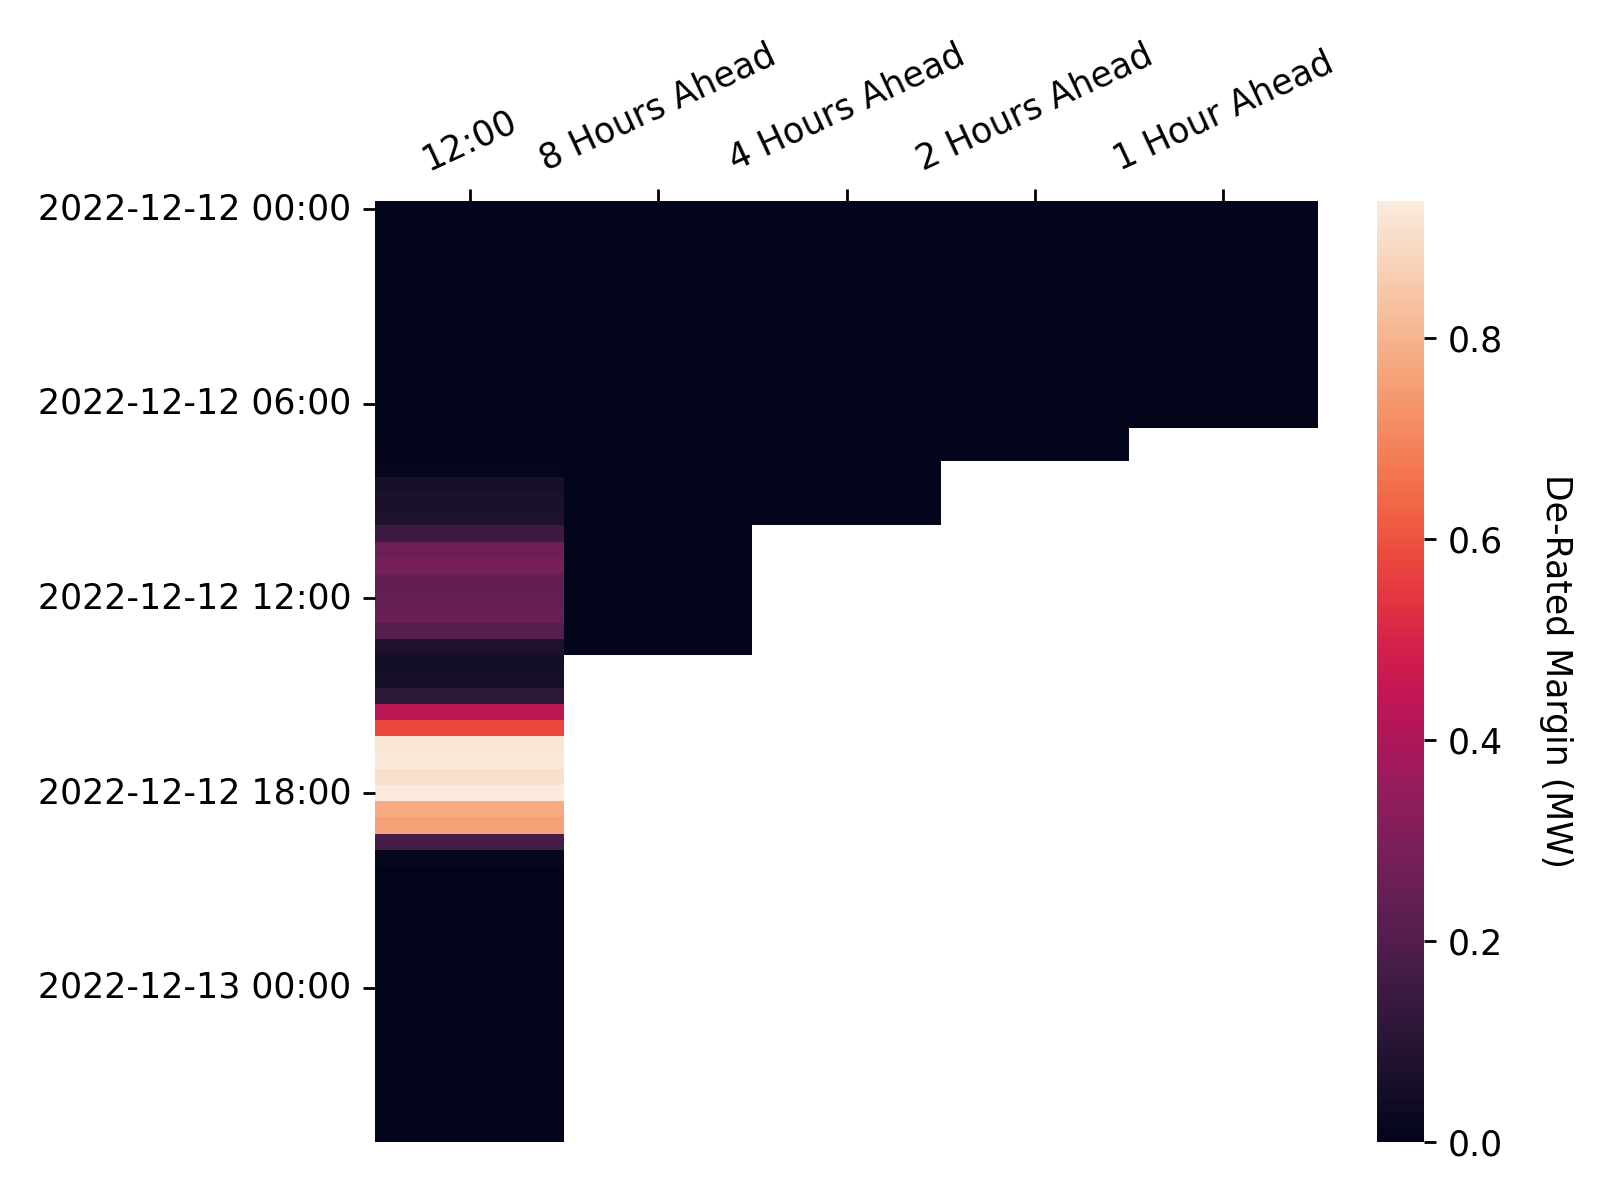 12:00
8 Hours Ahead
4 Hours Ahead
2 Hours Ahead
1 Hour Ahead
2022-12-12 00:00
2022-12-12 06:00
2022-12-12 12:00
2022-12-12 18:00
2022-12-13 00:00
0.8
0.6
0.4
0.2
0.0
De-Rated Margin (MW)